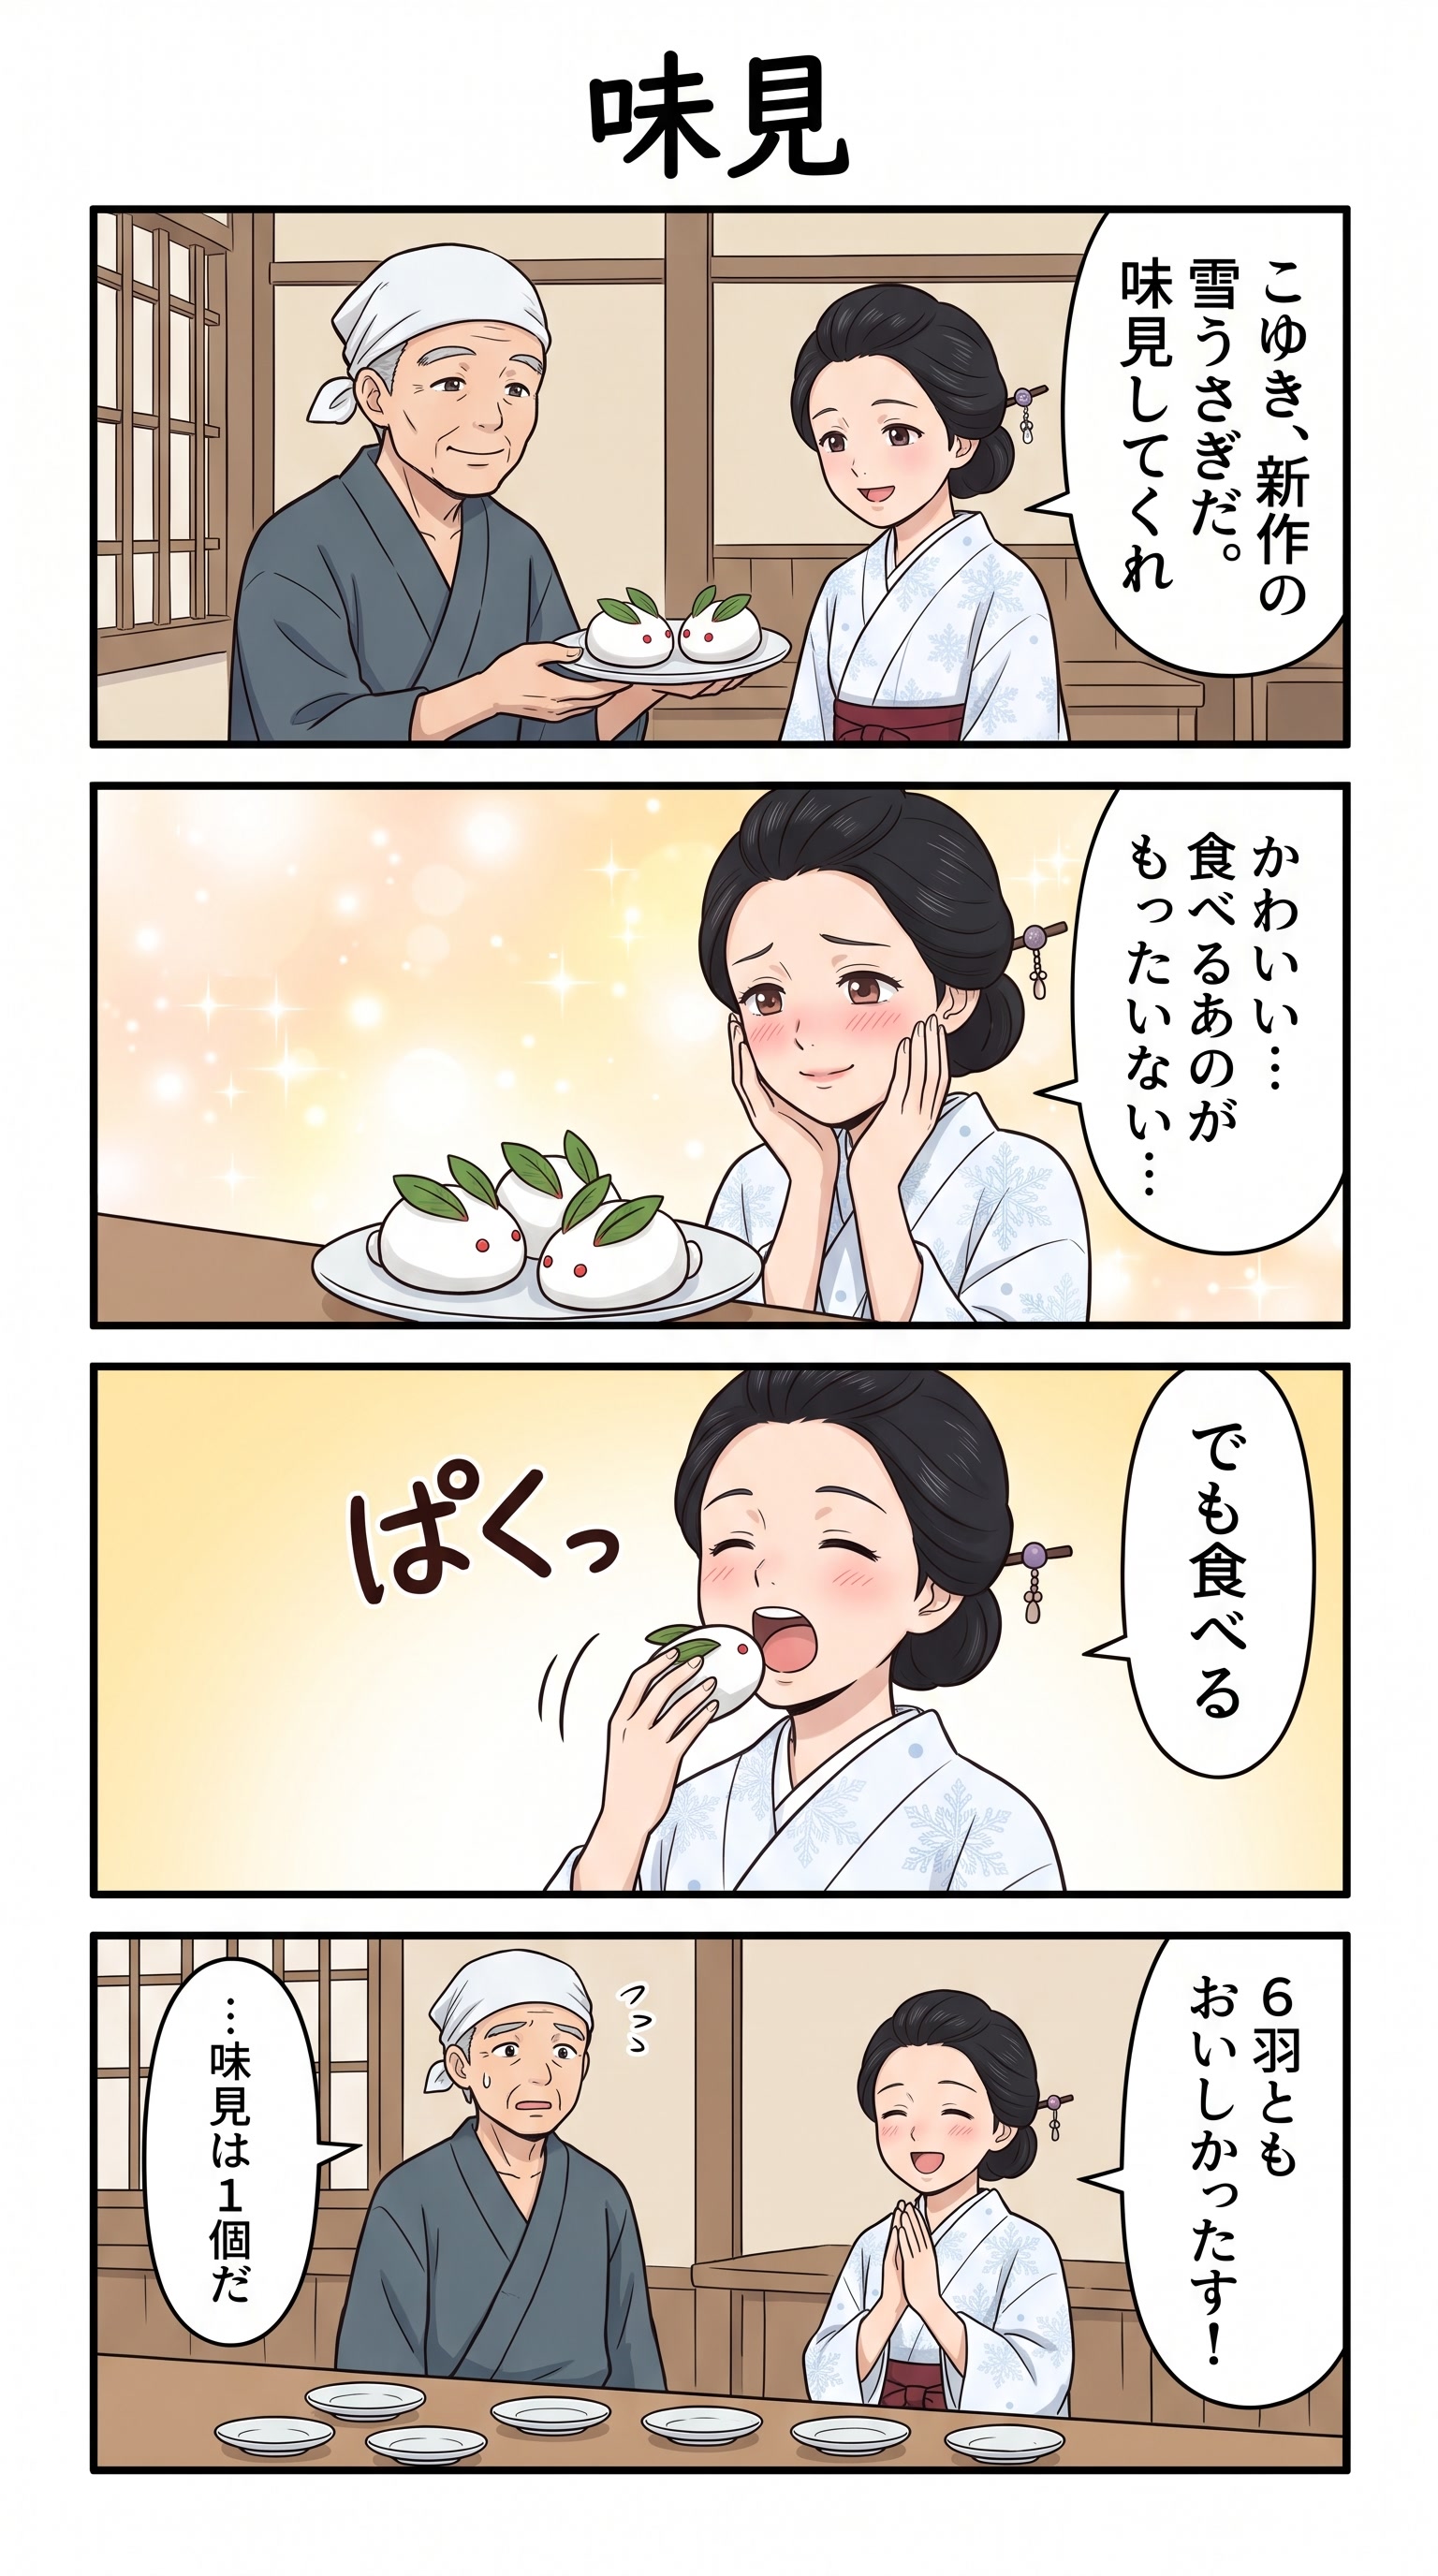 味見
こゆき、新作の
雪うさぎだ。
味見してくれ
かわいい…
食べるあのが
もったいない…
でも食べる
ぱくっ
6羽とも
おいしかったす！
…味見は1個だ